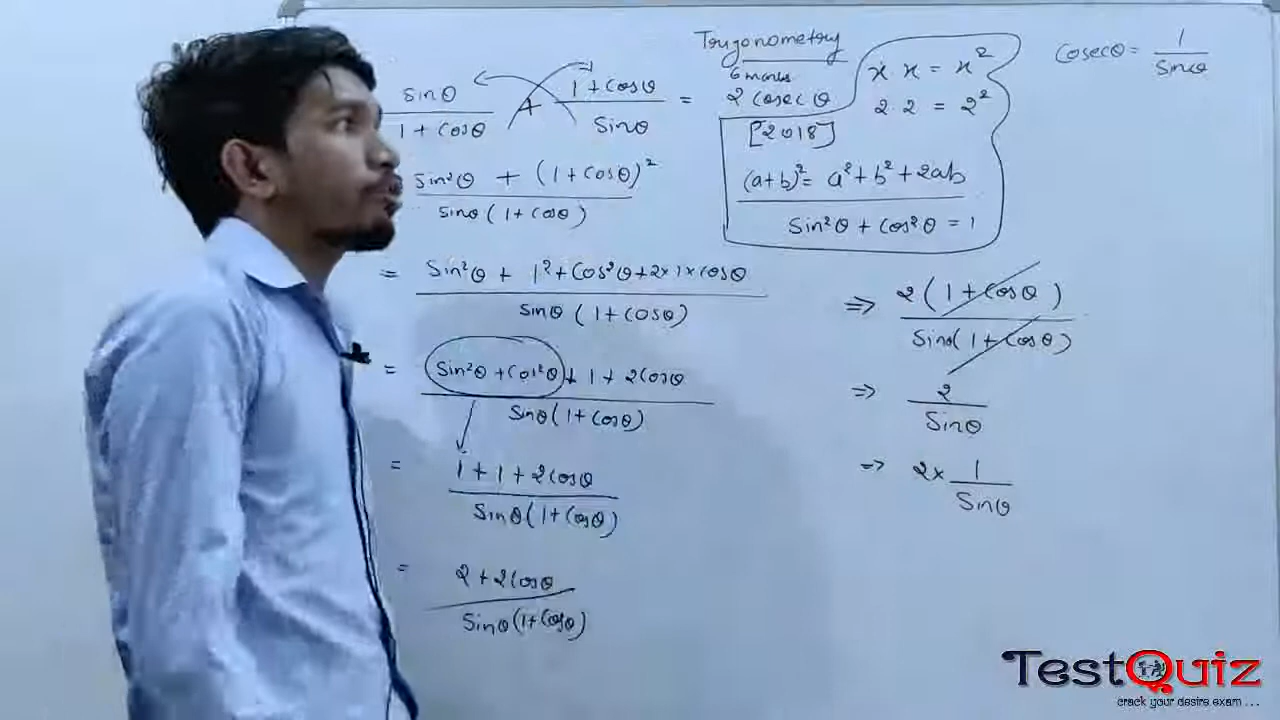 Trigonometry
6 marks
sinθ / 1 + cosθ + 1 + cosθ / sinθ = 2 cosec θ
[2018]
x x = x²
2 2 = 2²
(a+b)² = a² + b² + 2ab
Sin²θ + Cos²θ = 1
cosecθ = 1 / Sinθ
Sin²θ + (1 + cosθ)² / sinθ (1 + cosθ)
= Sin²θ + 1² + Cos²θ + 2×1×cosθ / sinθ (1 + cosθ)
= Sin²θ + Cos²θ + 1 + 2cosθ / sinθ (1 + cosθ)
= 1 + 1 + 2cosθ / Sinθ (1 + cosθ)
= 2 + 2cosθ / Sinθ (1 + cosθ)
⇒ 2 (1 + cosθ) / Sinθ (1 + cosθ)
⇒ 2 / Sinθ
⇒ 2 × 1 / Sinθ
TestQuiz
crack your desire exam ...